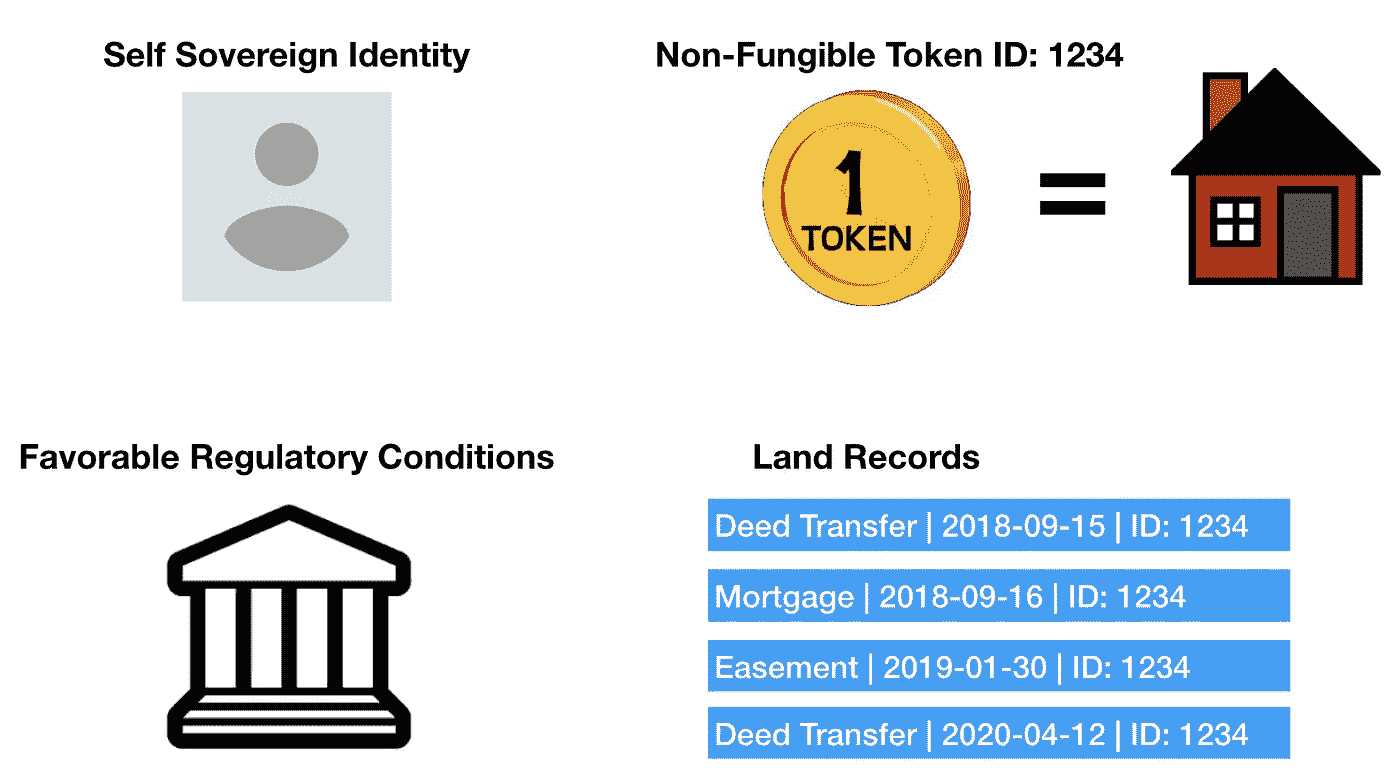 Self Sovereign Identity
Non-Fungible Token ID: 1234
1
TOKEN
Favorable Regulatory Conditions
Land Records
Deed Transfer | 2018-09-15 | ID: 1234
Mortgage | 2018-09-16 | ID: 1234
Easement | 2019-01-30 | ID: 1234
Deed Transfer | 2020-04-12 | ID: 1234